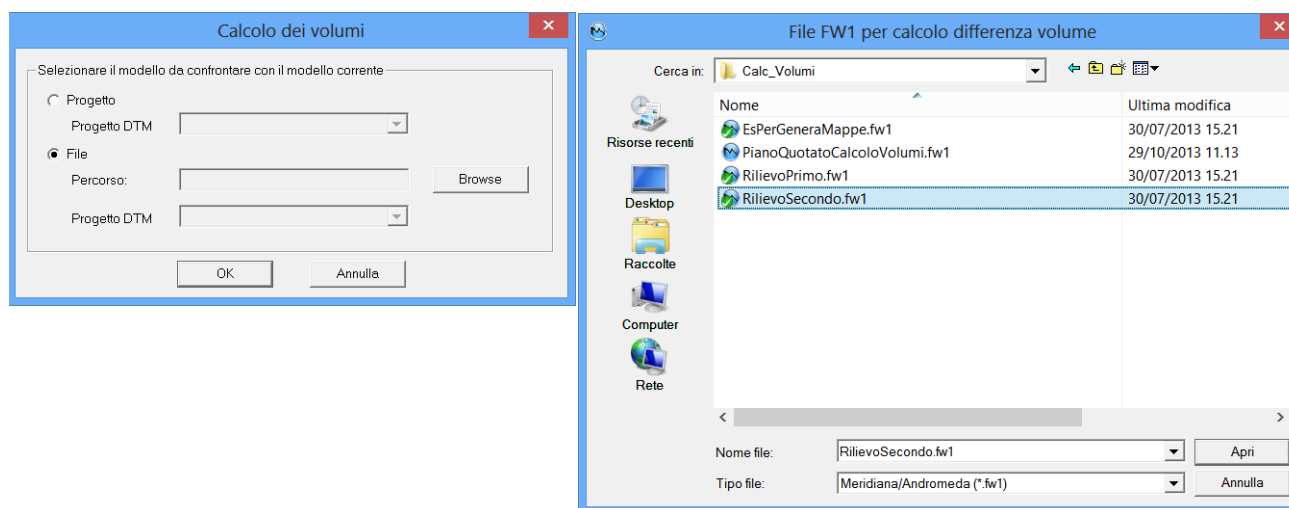 Calcolo dei volumi
Selezionare il modello da confrontare con il modello corrente
Progetto
Progetto DTM
File
Percorso:
Browse
Progetto DTM
OK
Annulla
File FW1 per calcolo differenza volume
Cerca in:
Calc_Volumi
Nome
Ultima modifica
Risorse recenti
Desktop
Raccolte
Computer
Rete
EsPerGeneraMappe.fw1
30/07/2013 15.21
PianoQuotatoCalcoloVolumi.fw1
29/10/2013 11.13
RilievoPrimo.fw1
30/07/2013 15.21
RilievoSecondo.fw1
30/07/2013 15.21
Nome file:
RilievoSecondo.fw1
Apri
Tipo file:
Meridiana/Andromeda (*.fw1)
Annulla